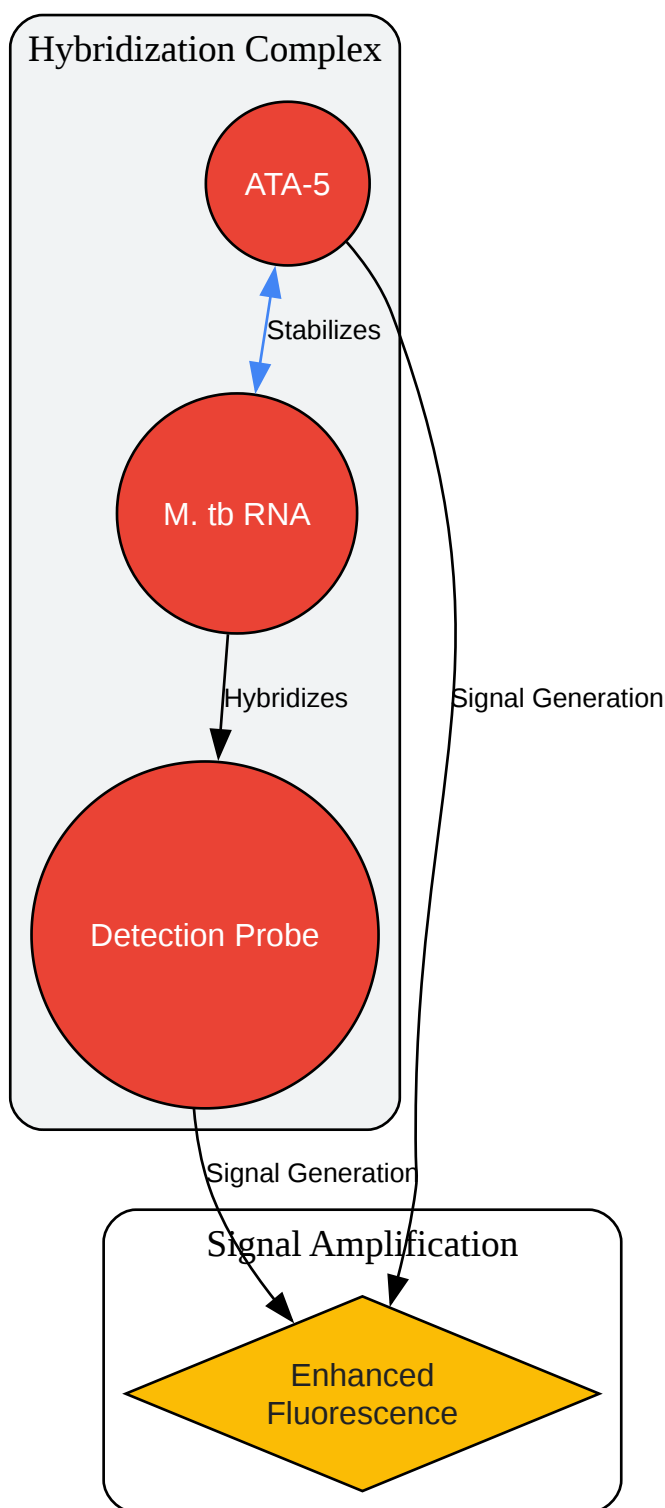 Hybridization Complex
ATA-5
Stabilizes
M. tb RNA
Hybridizes
Signal Generation
Detection Probe
Signal Generation
Signal Amplification
Enhanced
Fluorescence